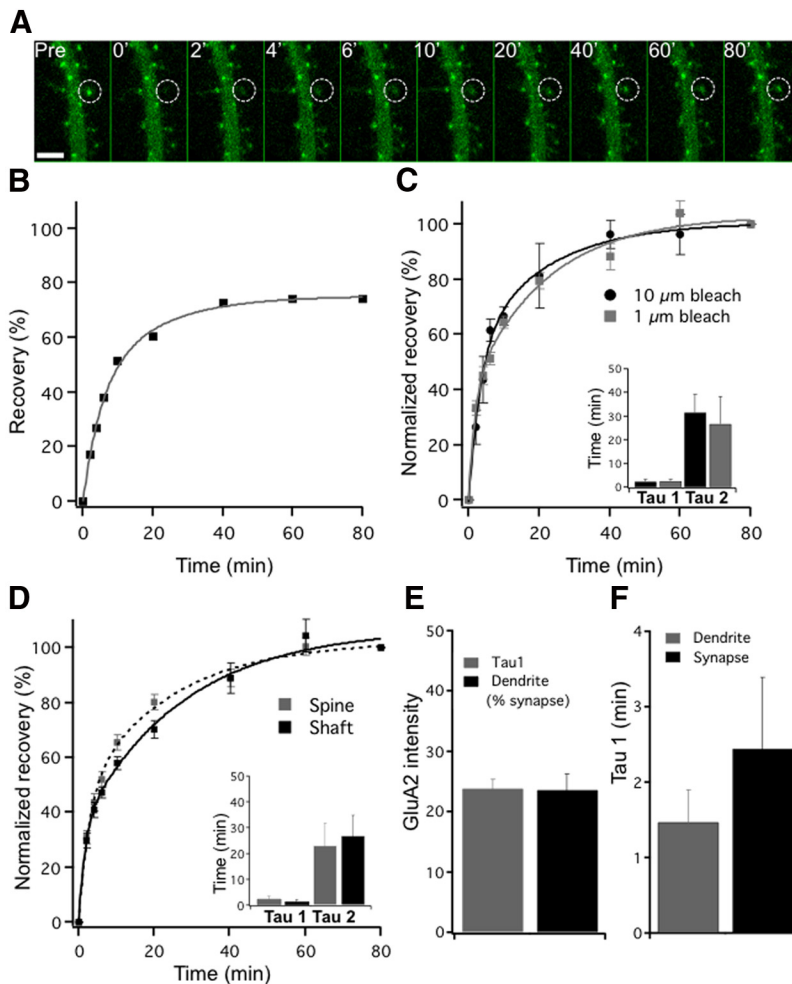 A
Pre 0' 2' 4' 6' 10' 20' 40' 60' 80'
B
Recovery (%)
100
80
60
40
20
0
0 20 40 60 80
Time (min)
C
Normalized recovery (%)
100
80
60
40
20
0
10 µm bleach
1 µm bleach
Time (min)
50
40
30
20
10
0
Tau 1 Tau 2
0 20 40 60 80
Time (min)
D
Normalized recovery (%)
100
80
60
40
20
0
Spine
Shaft
Time (min)
50
40
30
20
10
0
Tau 1 Tau 2
0 20 40 60 80
Time (min)
E
GluA2 intensity
50
40
30
20
10
0
Tau1
Dendrite
(% synapse)
F
Tau 1 (min)
4
3
2
1
0
Dendrite
Synapse